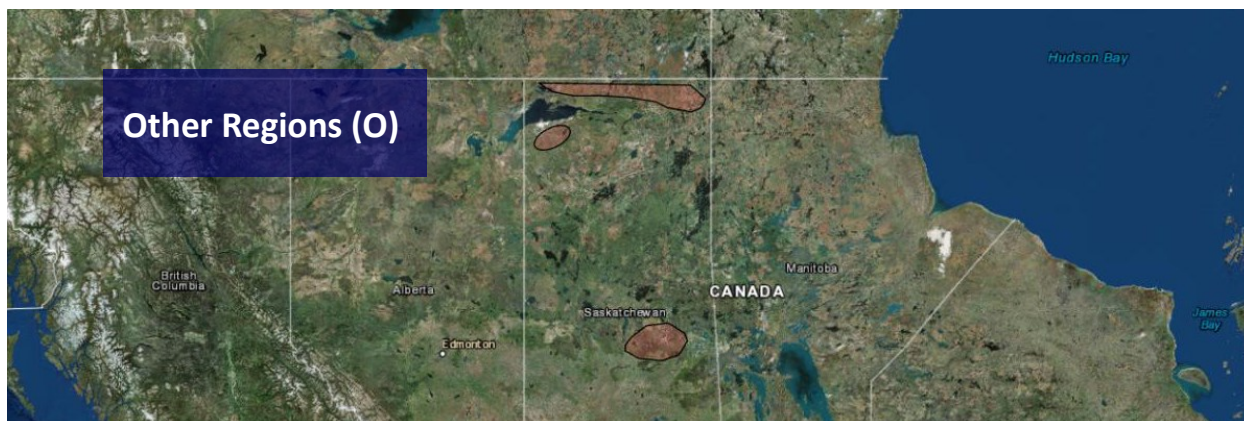 Hudson Bay
Other Regions (O)
British
Columbia
Alberta
Saskatchewan
Manitoba
CANADA
Edmonton
James
Bay